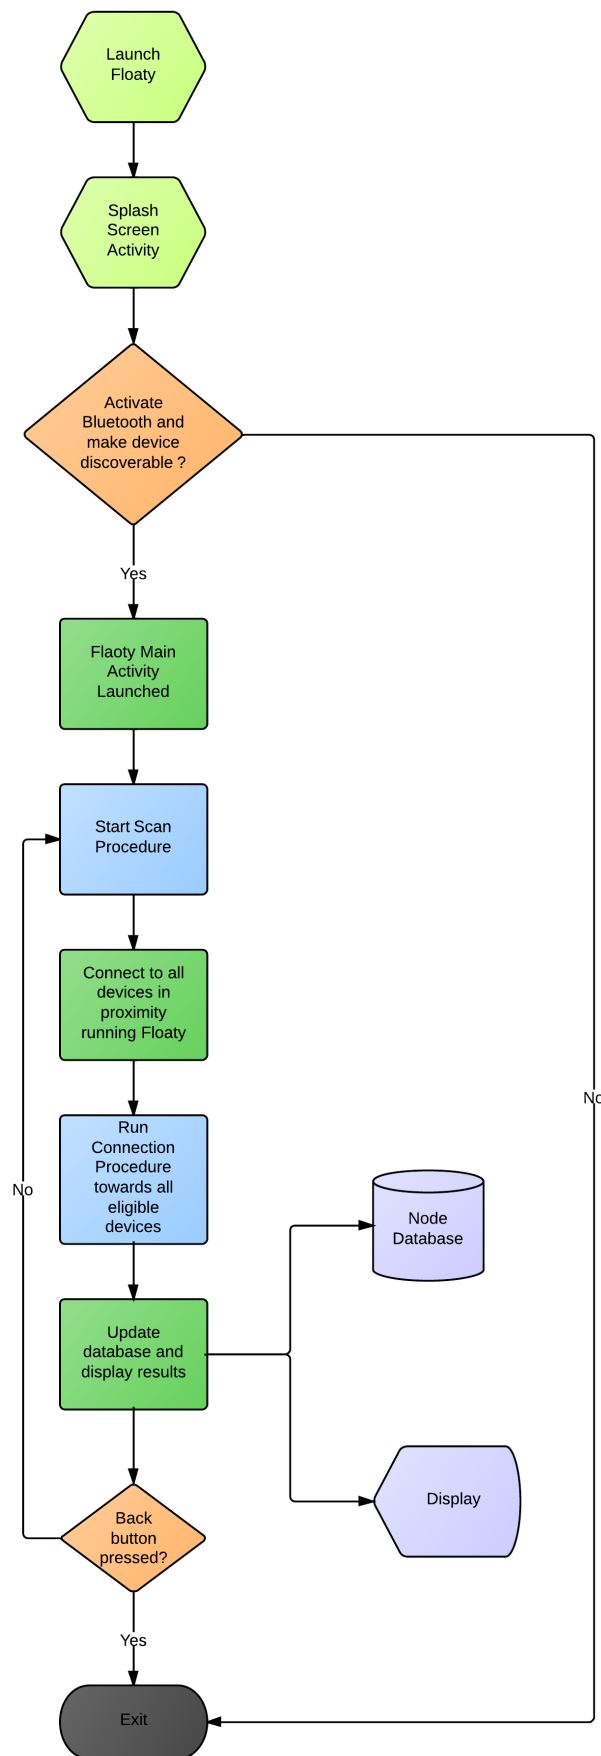 Launch
Floaty
Splash
Screen
Activity
Activate
Bluetooth and
make device
discoverable ?
Yes
Flaoty Main
Activity
Launched
Start Scan
Procedure
Connect to all
devices in
proximity
running Floaty
No
Run
Connection
Procedure
towards all
eligible
devices
No
Node
Database
Update
database and
display results
Display
Back
button
pressed?
Yes
Exit